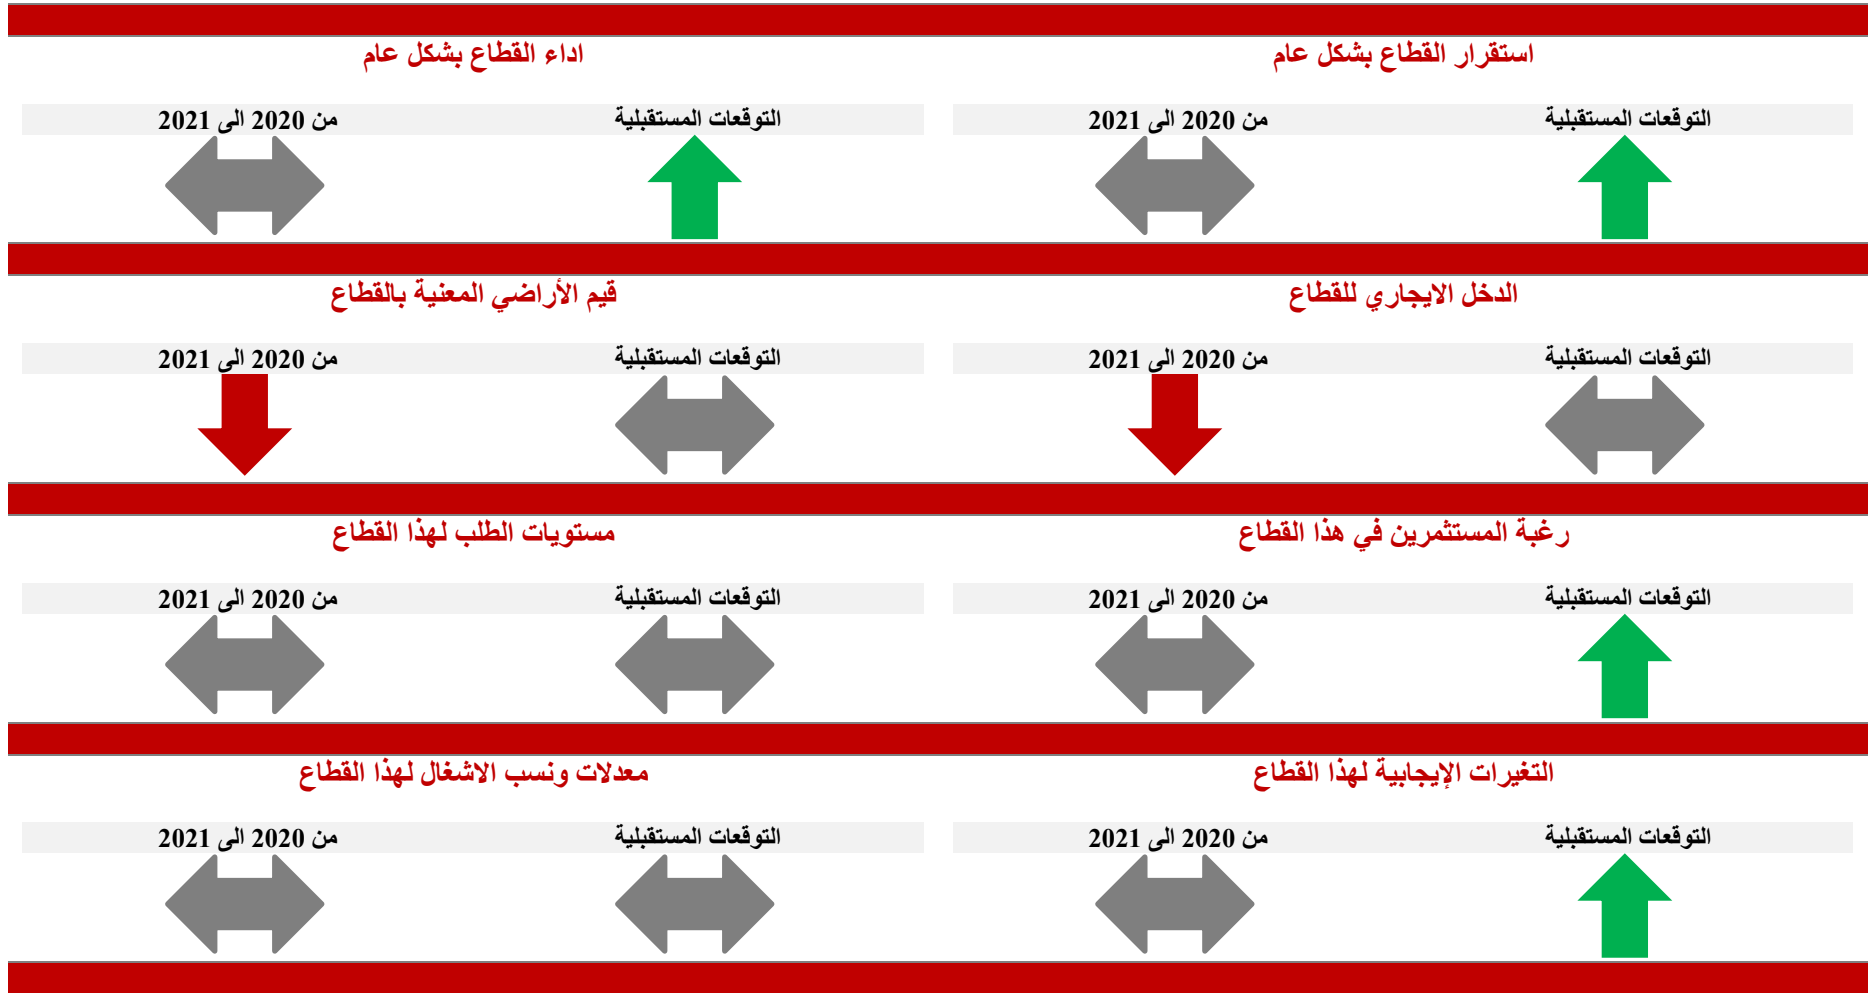 استقرار القطاع بشكل عام
التوقعات المستقبلية
من 2020 الى 2021
اداء القطاع بشكل عام
التوقعات المستقبلية
من 2020 الى 2021
الدخل الايجاري للقطاع
التوقعات المستقبلية
من 2020 الى 2021
قيم الأراضي المعنية بالقطاع
التوقعات المستقبلية
من 2020 الى 2021
رغبة المستثمرين في هذا القطاع
التوقعات المستقبلية
من 2020 الى 2021
مستويات الطلب لهذا القطاع
التوقعات المستقبلية
من 2020 الى 2021
التغيرات الإيجابية لهذا القطاع
التوقعات المستقبلية
من 2020 الى 2021
معدلات ونسب الاشغال لهذا القطاع
التوقعات المستقبلية
من 2020 الى 2021